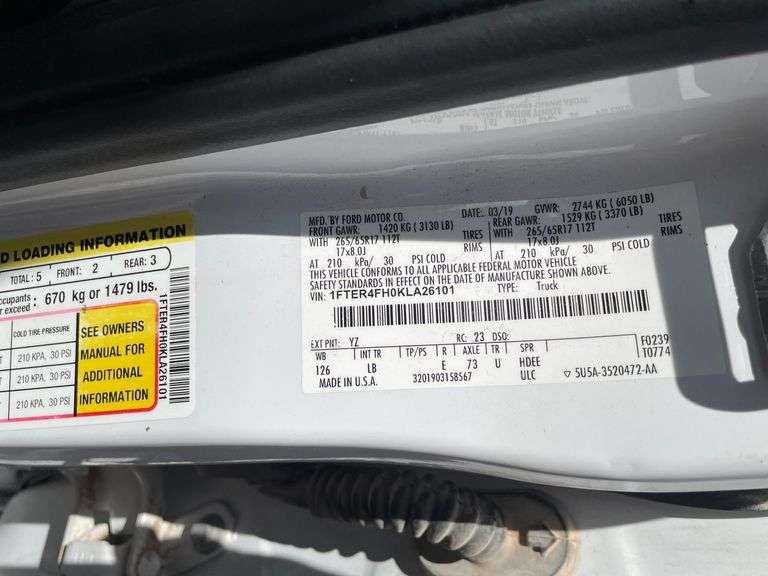 D LOADING INFORMATION
TOTAL: 5 FRONT: 2 REAR: 3
occupants
exceed: 670 kg or 1479 lbs.
COLD TIRE PRESSURE
210 KPA, 30 PSI
210 KPA, 30 PSI
210 KPA, 30 PSI
SEE OWNERS
MANUAL FOR
ADDITIONAL
INFORMATION
1FTER4FH0KLA26101
MFD. BY FORD MOTOR CO. DATE: 03/19 GVWR: 2744 KG ( 6050 LB)
FRONT GAWR: 1420 KG ( 3130 LB) REAR GAWR: 1529 KG ( 3370 LB)
WITH 265/65R17 112T TIRES WITH 265/65R17 112T TIRES
17x8.0J RIMS 17x8.0J RIMS
AT 210 kPa/ 30 PSI COLD AT 210 kPa/ 30 PSI COLD
THIS VEHICLE CONFORMS TO ALL APPLICABLE FEDERAL MOTOR VEHICLE
SAFETY STANDARDS IN EFFECT ON THE DATE OF MANUFACTURE SHOWN ABOVE.
VIN: 1FTER4FH0KLA26101 TYPE: Truck
EXT PNT: YZ RC: 23 DSO: F0239
WB INT TR TP/PS R AXLE TR SPR T0774
126 LB E 73 U HDEE
MADE IN U.S.A. 3201903158567 ULC ▽ 5U5A-3520472-AA